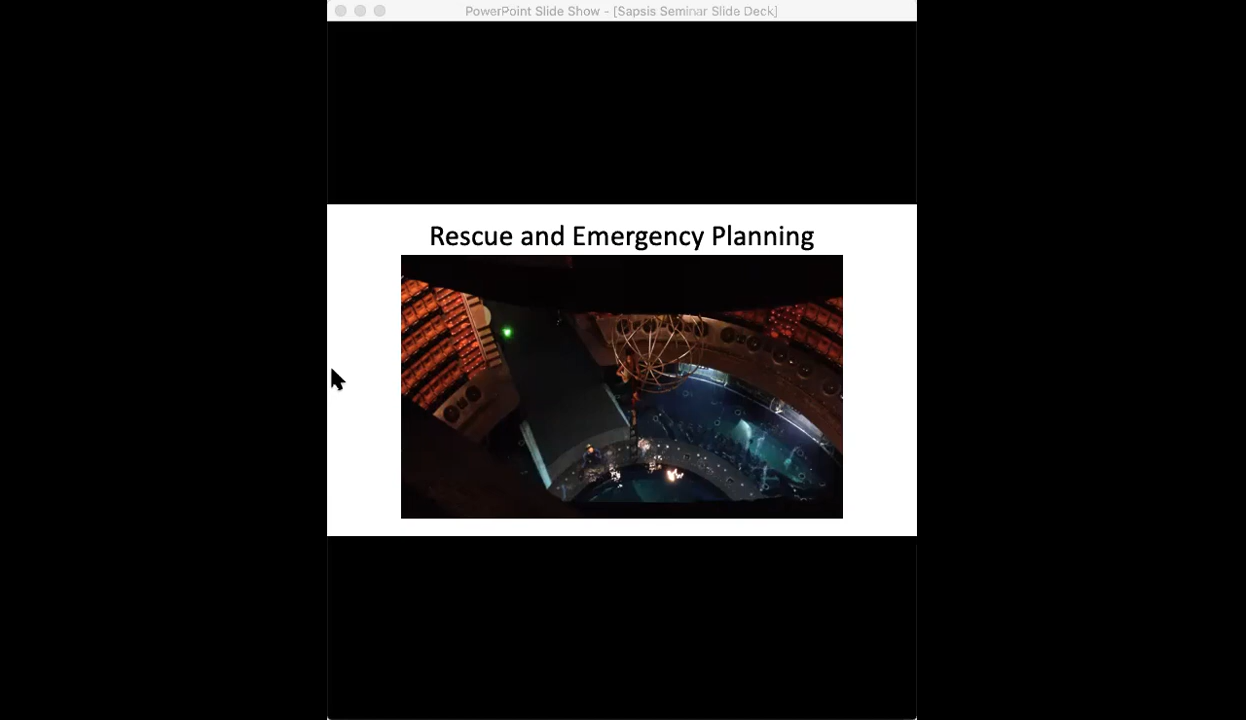 PowerPoint Slide Show - [Sapsis Seminar Slide Deck]
Rescue and Emergency Planning